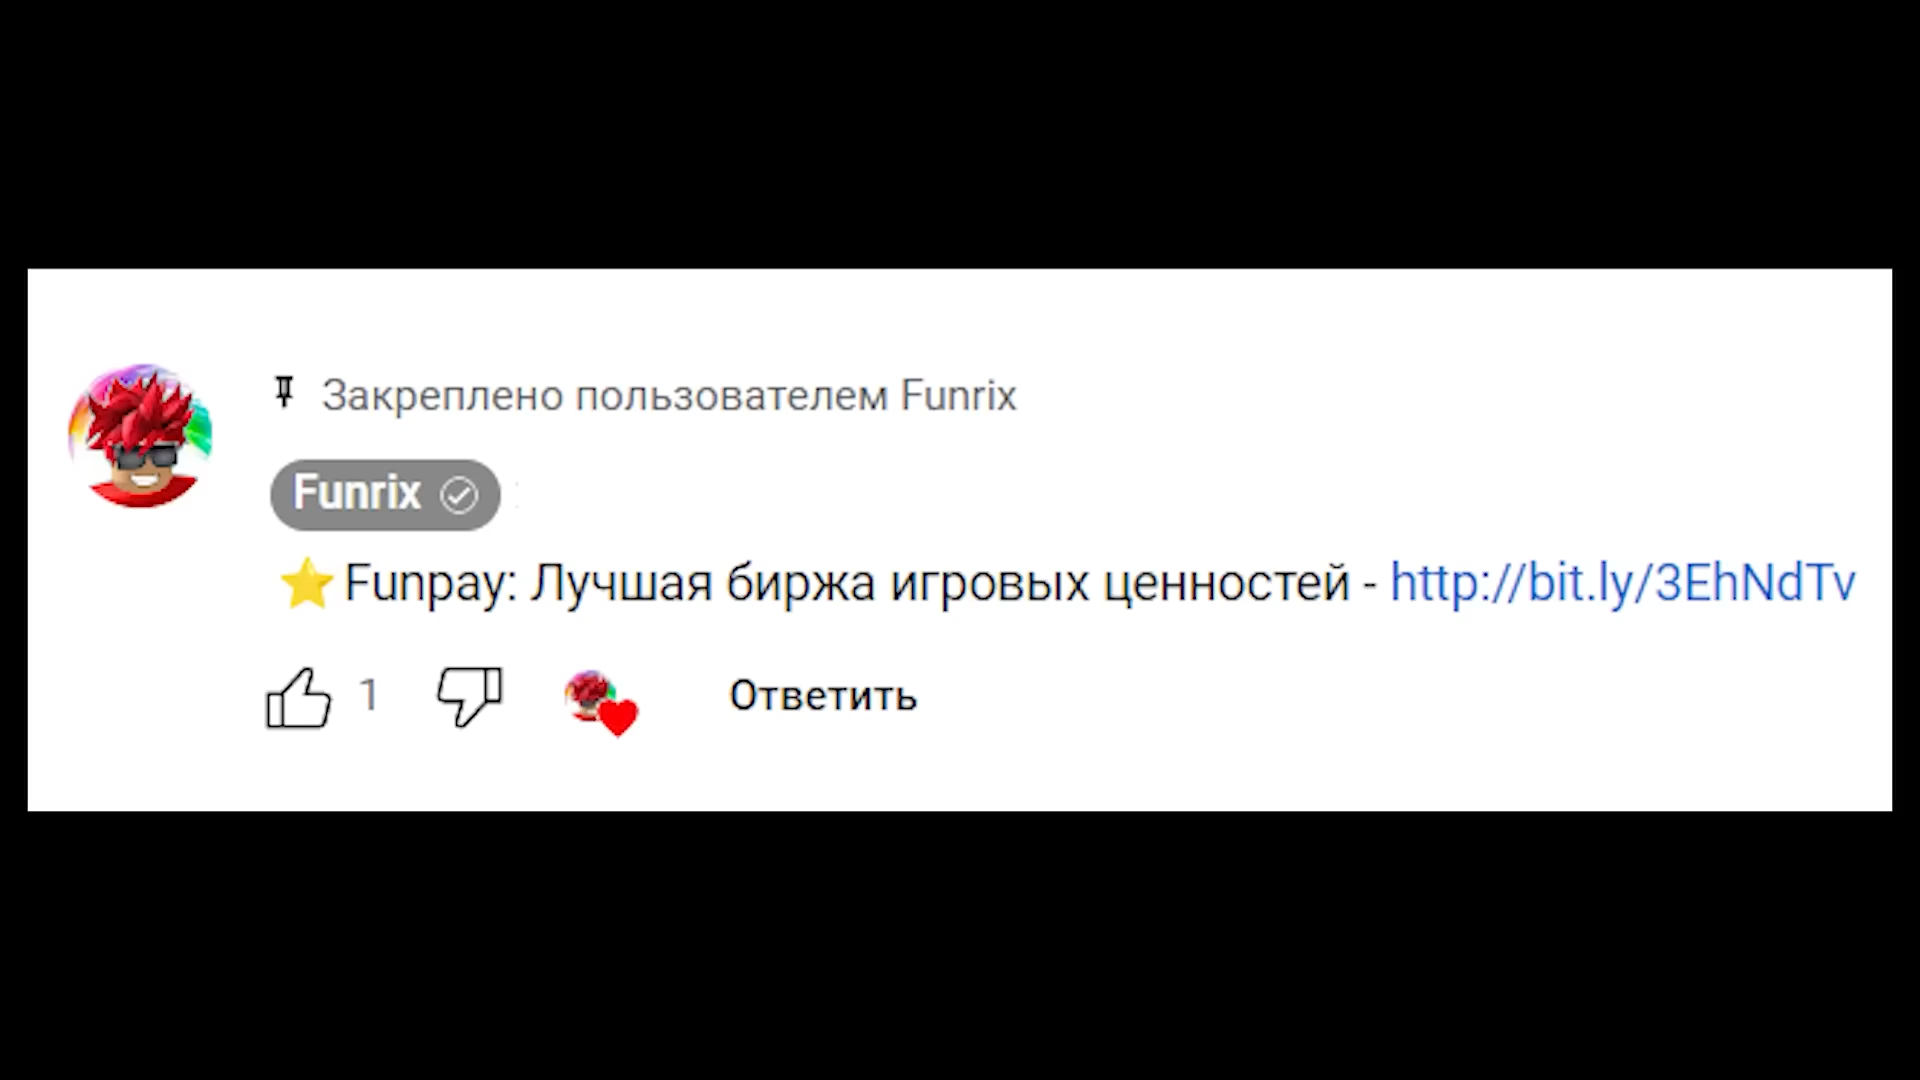 Закреплено пользователем Funrix
Funrix
Funpay: Лучшая биржа игровых ценностей - http://bit.ly/3EhNdTv
1
Ответить